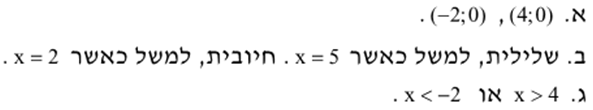 א. (4;0) , (−2;0) .
ב. שלילית, למשל כאשר x = 5 . חיובית, למשל כאשר x = 2 .
ג. x > 4 או x < −2 .